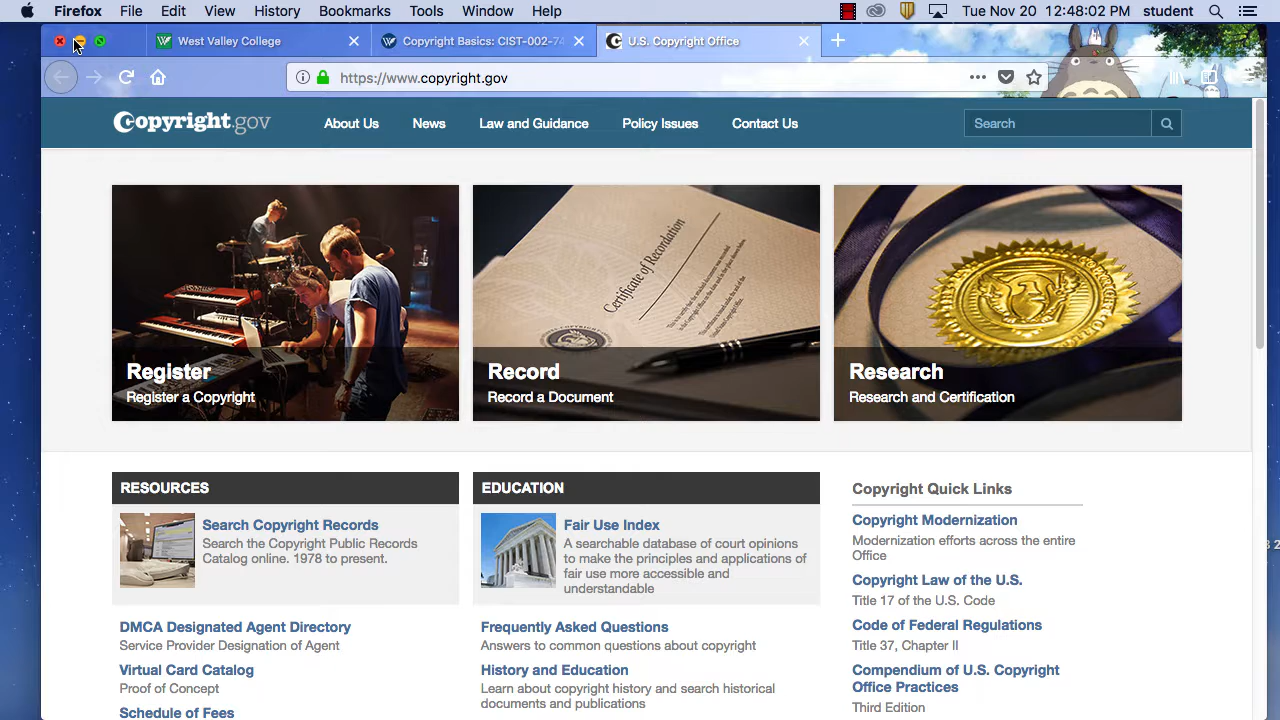 Firefox File Edit View History Bookmarks Tools Window Help Tue Nov 20 12:48:02 PM student
West Valley College Copyright Basics: CIST-002-74 U.S. Copyright Office
https://www.copyright.gov
Copyright.gov About Us News Law and Guidance Policy Issues Contact Us Search
Certificate of Recordation
Register
Register a Copyright
Record
Record a Document
Research
Research and Certification
RESOURCES
Search Copyright Records
Search the Copyright Public Records
Catalog online. 1978 to present.
DMCA Designated Agent Directory
Service Provider Designation of Agent
Virtual Card Catalog
Proof of Concept
Schedule of Fees
EDUCATION
Fair Use Index
A searchable database of court opinions
to make the principles and applications of
fair use more accessible and
understandable
Frequently Asked Questions
Answers to common questions about copyright
History and Education
Learn about copyright history and search historical
documents and publications
Copyright Quick Links
Copyright Modernization
Modernization efforts across the entire
Office
Copyright Law of the U.S.
Title 17 of the U.S. Code
Code of Federal Regulations
Title 37, Chapter II
Compendium of U.S. Copyright
Office Practices
Third Edition